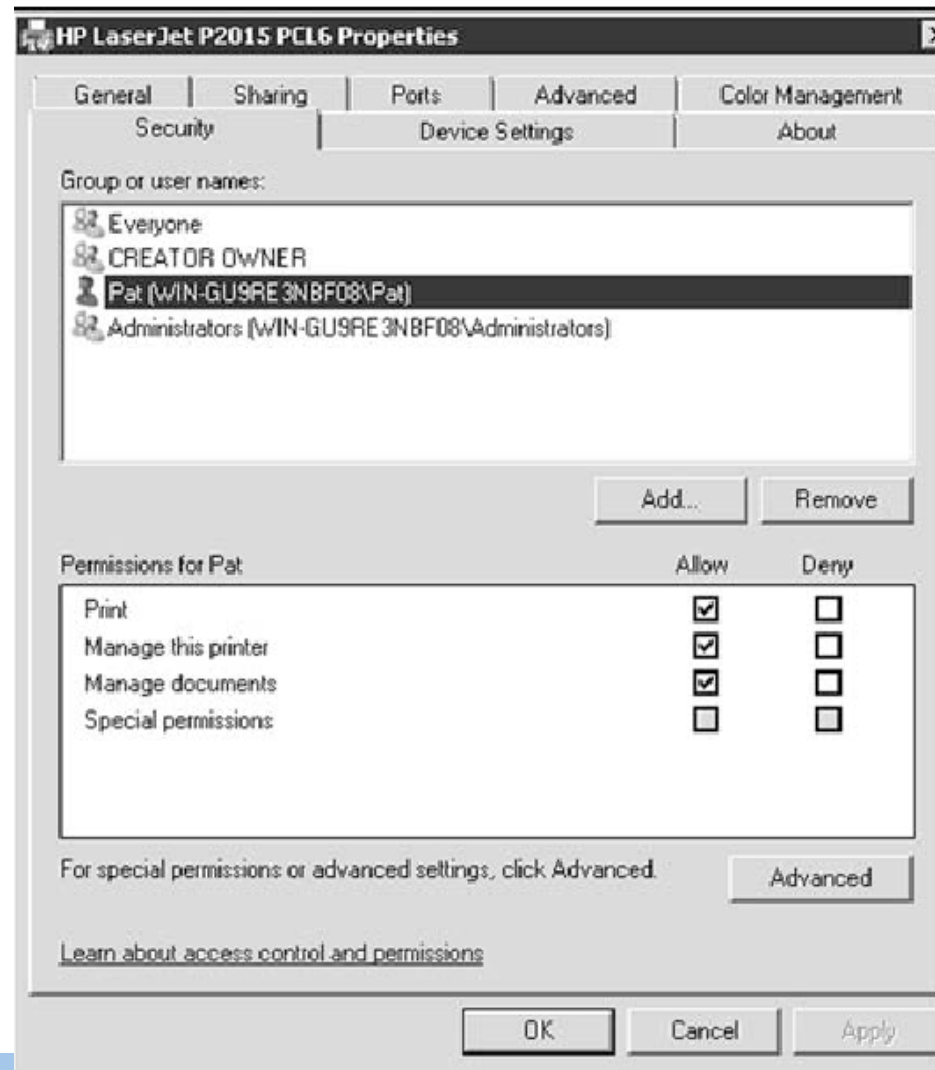 HP LaserJet P2015 PCL6 Properties
General Sharing Ports Advanced Color Management
Security Device Settings About
Group or user names:
Everyone
CREATOR OWNER
Pat (WIN-GU9RE3NBF08\Pat)
Administrators (WIN-GU9RE3NBF08\Administrators)
Add... Remove
Permissions for Pat Allow Deny
Print
Manage this printer
Manage documents
Special permissions
For special permissions or advanced settings, click Advanced.
Advanced
Learn about access control and permissions
OK Cancel Apply